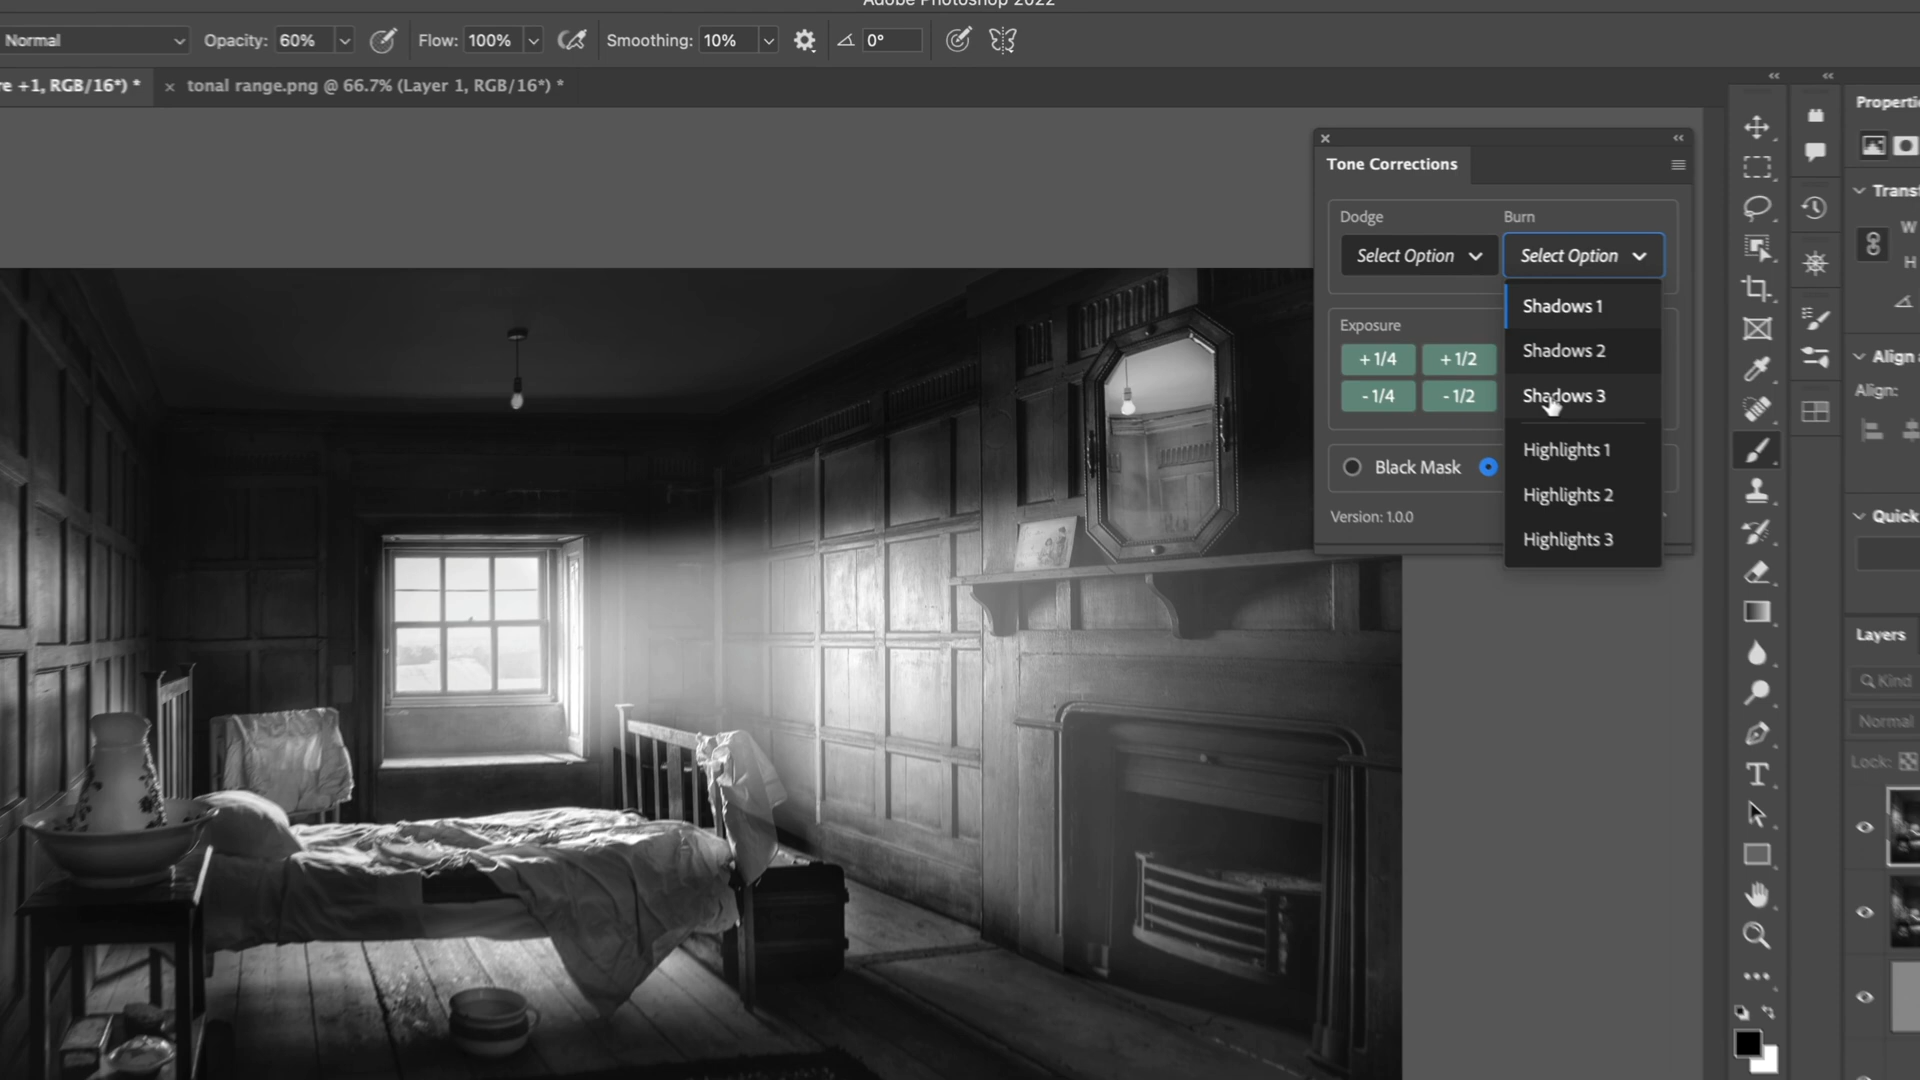 Adobe Photoshop 2022
Normal Opacity: 60% Flow: 100% Smoothing: 10% 0°
re +1, RGB/16*) * × tonal range.png @ 66.7% (Layer 1, RGB/16*) *
Tone Corrections
Dodge Burn
Select Option Select Option
Shadows 1
Shadows 2
Shadows 3
Highlights 1
Highlights 2
Highlights 3
Exposure
+ 1/4 + 1/2
- 1/4 - 1/2
Black Mask
Version: 1.0.0
Properti
Transf
W
H
Align a
Align:
Quick
Layers
Kind
Normal
Lock: